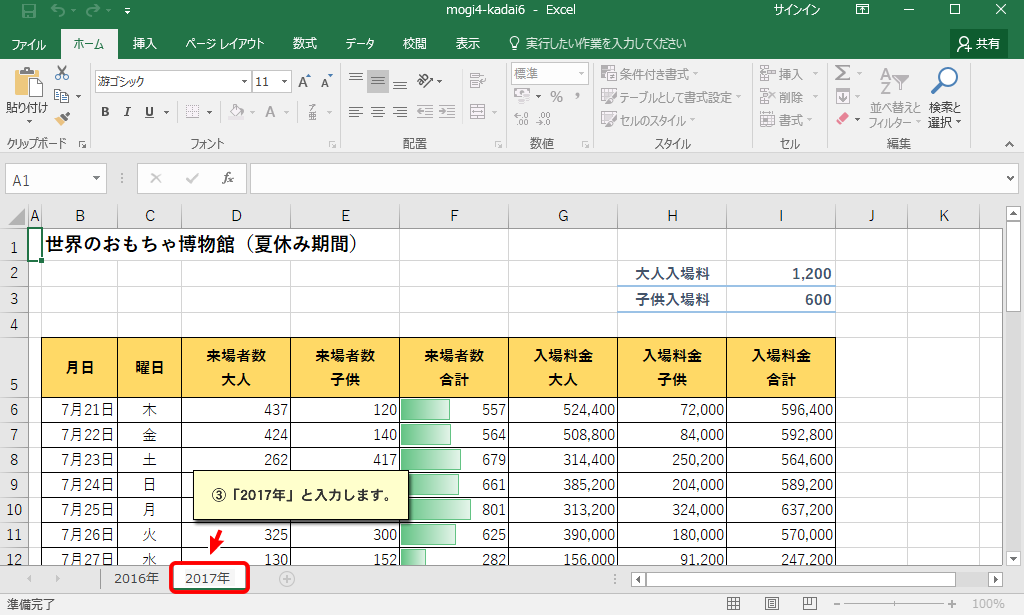 mogi4-kadai6 - Excel
サインイン
ファイル ホーム 挿入 ページ レイアウト 数式 データ 校閲 表示 実行したい作業を入力してください 共有
貼り付け
クリップボード
游ゴシック 11
B I U
フォント
配置
標準
% ,
数値
条件付き書式
テーブルとして書式設定
セルのスタイル
スタイル
挿入
削除
書式
セル
並べ替えと
フィルター
検索と
選択
編集
A1
fx
A B C D E F G H I J K
1 世界のおもちゃ博物館（夏休み期間）
2 大人入場料 1,200
3 子供入場料 600
4
5 月日 曜日 来場者数 大人 来場者数 子供 来場者数 合計 入場料金 大人 入場料金 子供 入場料金 合計
6 7月21日 木 437 120 557 524,400 72,000 596,400
7 7月22日 金 424 140 564 508,800 84,000 592,800
8 7月23日 土 262 417 679 314,400 250,200 564,600
9 7月24日 日 661 385,200 204,000 589,200
10 7月25日 月 801 313,200 324,000 637,200
11 7月26日 火 325 300 625 390,000 180,000 570,000
12 7月27日 水 130 152 282 156,000 91,200 247,200
③「2017年」と入力します。
2016年 2017年
準備完了
100%